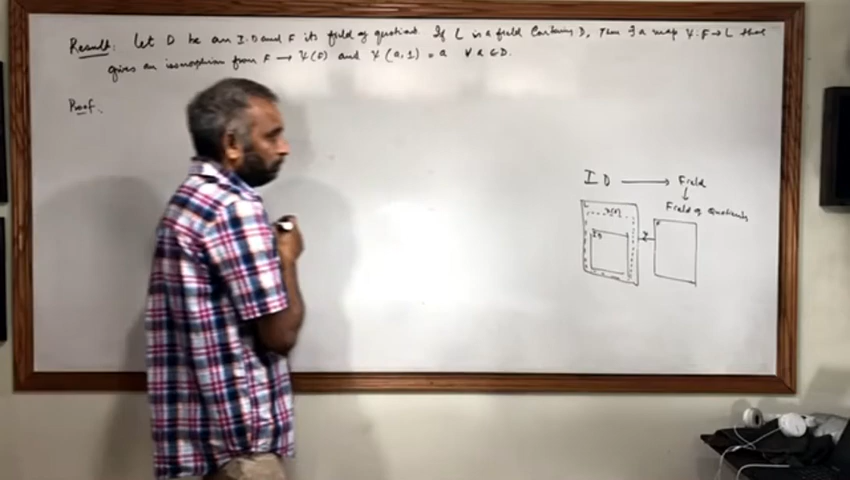 Result: Let D be an I.D and F its field of quotients. If L is a field containing D, then ∃ a map ψ: F → L that
gives an isomorphism from F → ψ(F) and ψ(a,1) = a ∀ a ∈ D.
Proof:
I D → Field
↓
Field of Quotients
L
ψ(F)
I D
ψ
F